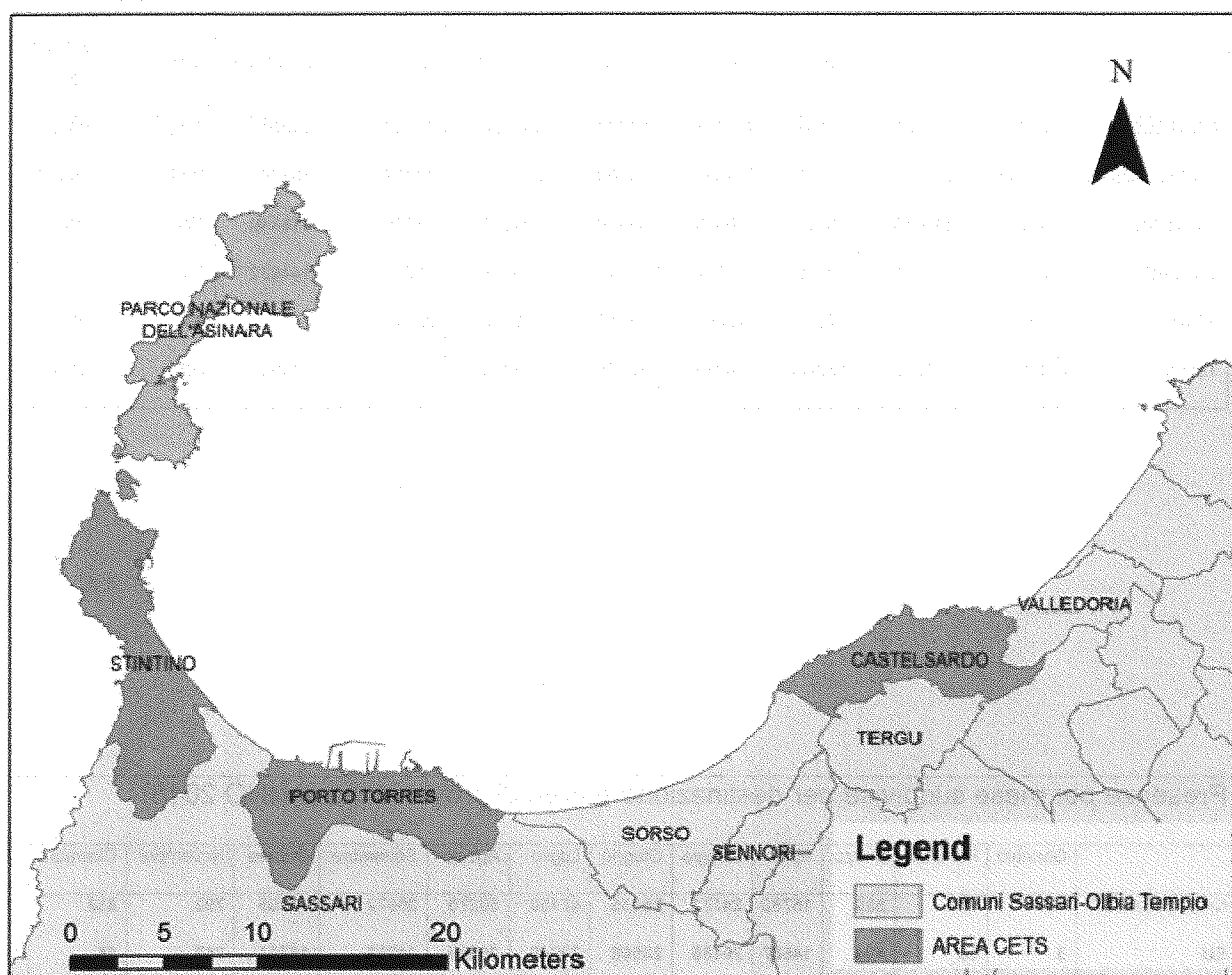 N
PARCO NAZIONALE
DELL'ASINARA
VALLEDORIA
STINTINO
CASTELSARDO
TERGU
PORTO TORRES
SORSO
SENNORI
SASSARI
Legend
Comuni Sassari-Olbia Tempio
AREA CETS
0 5 10 20
Kilometers